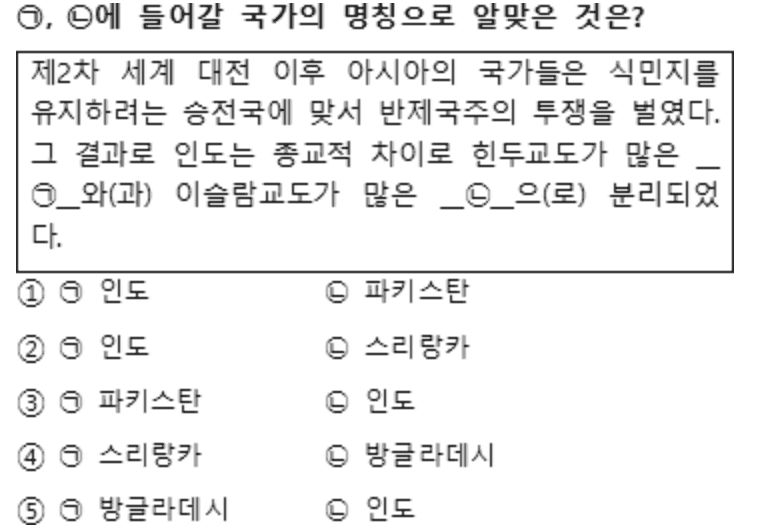 ㉠, ㉡에 들어갈 국가의 명칭으로 알맞은 것은?
제2차 세계 대전 이후 아시아의 국가들은 식민지를
유지하려는 승전국에 맞서 반제국주의 투쟁을 벌였다.
그 결과로 인도는 종교적 차이로 힌두교도가 많은 _
㉠_와(과) 이슬람교도가 많은 _㉡_으(로) 분리되었
다.
① ㉠ 인도 ㉡ 파키스탄
② ㉠ 인도 ㉡ 스리랑카
③ ㉠ 파키스탄 ㉡ 인도
④ ㉠ 스리랑카 ㉡ 방글라데시
⑤ ㉠ 방글라데시 ㉡ 인도